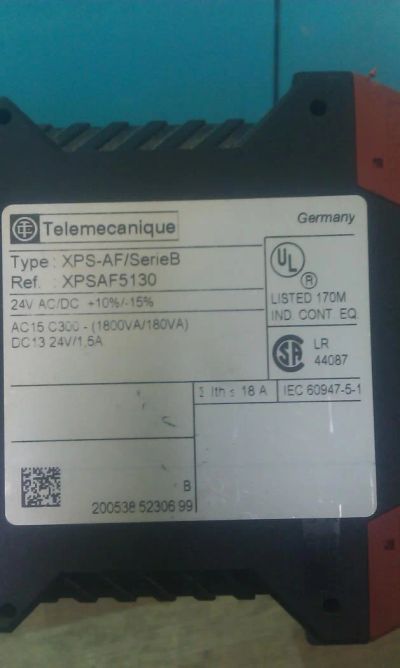 Telemecanique
Germany
Type : XPS-AF/SerieB
Ref. : XPSAF5130
24V AC/DC +10%/-15%
AC15 C300 - (1800VA/180VA)
DC13 24V/1,5A
UL
R
LISTED 170M
IND CONT. EQ.
SA
LR
44087
Σ Ith ≤ 18 A
IEC 60947-5-1
B
200538 52306 99